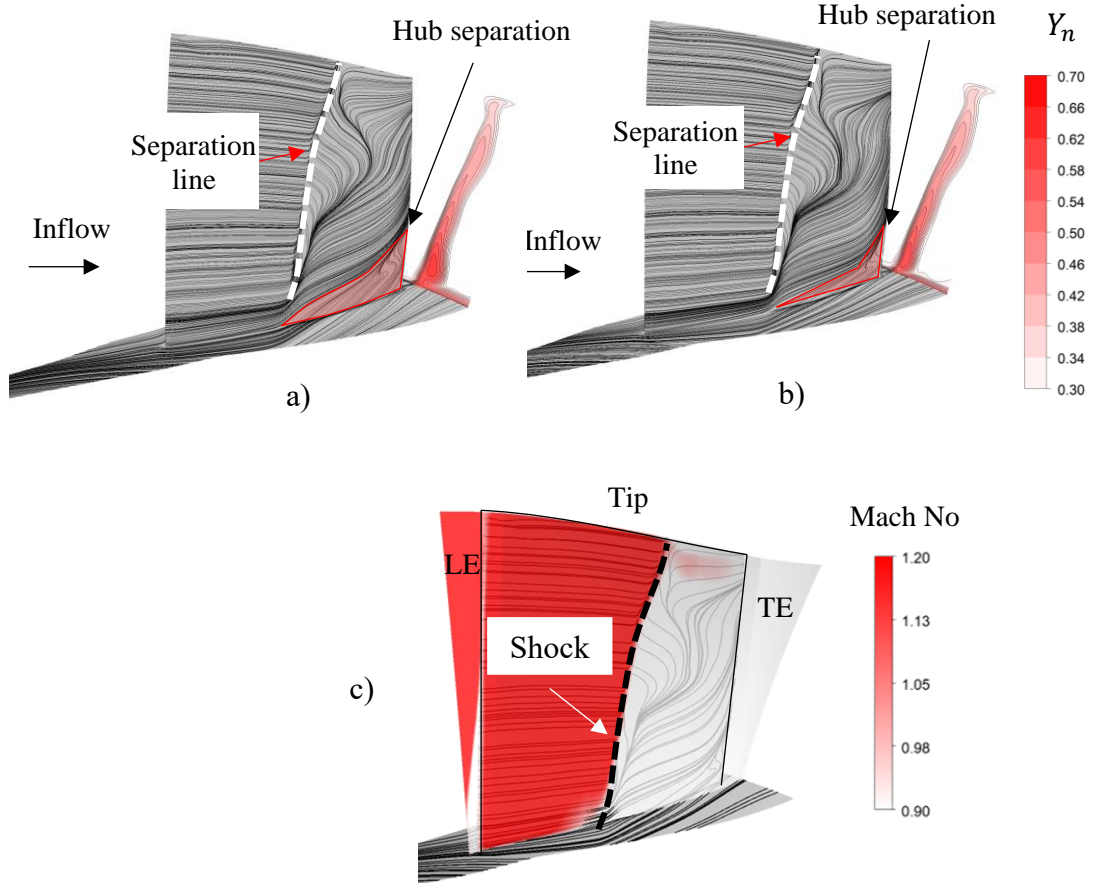 Hub separation
Separation
line
Inflow
a)
Hub separation
Separation
line
Inflow
b)
Yₙ
0.70
0.66
0.62
0.58
0.54
0.50
0.46
0.42
0.38
0.34
0.30
Tip
LE
Shock
TE
c)
Mach No
1.20
1.13
1.05
0.98
0.90